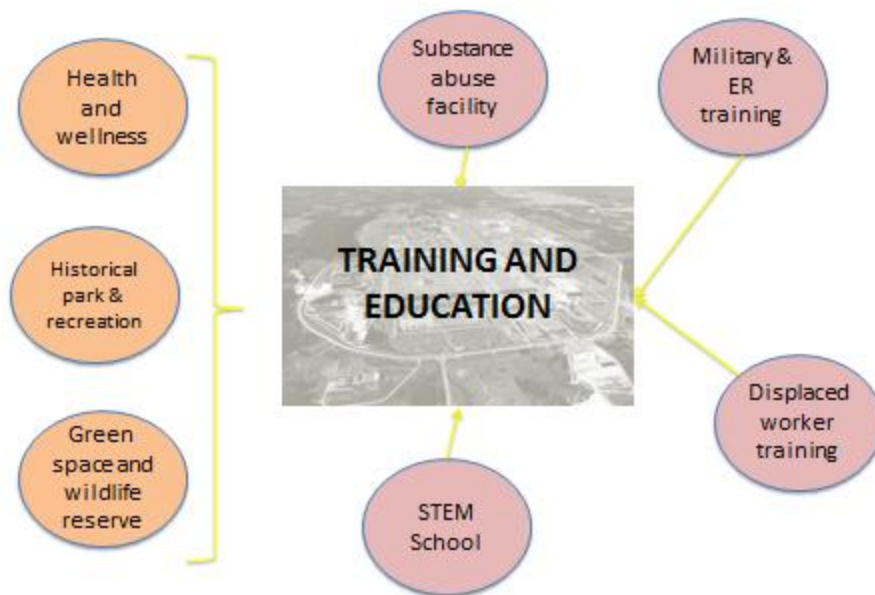 Health
and
wellness
Historical
park &
recreation
Green
space and
wildlife
reserve
Substance
abuse
facility
Military &
ER
training
TRAINING AND
EDUCATION
Displaced
worker
training
STEM
School